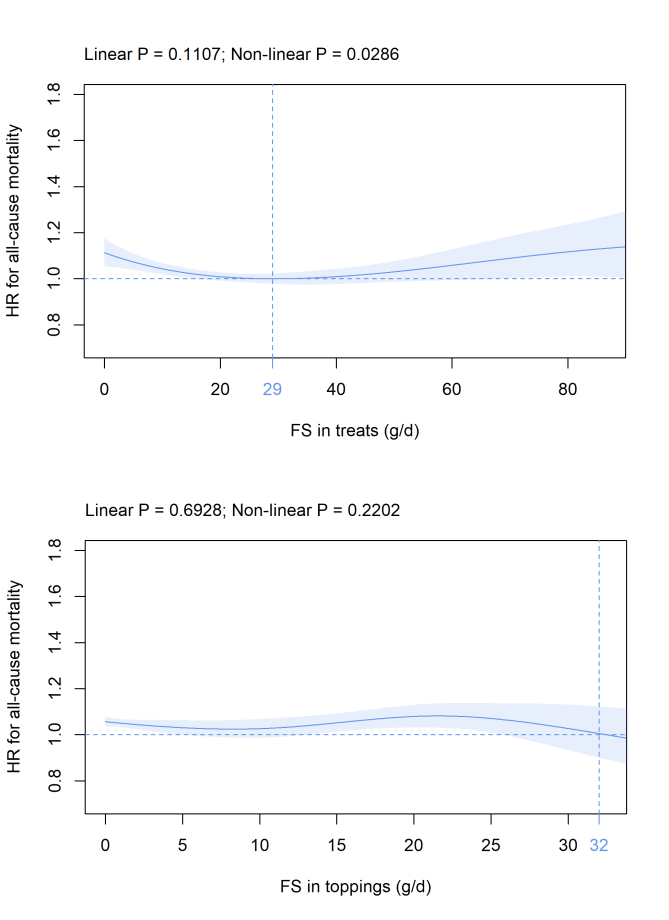 Linear P = 0.1107; Non-linear P = 0.0286
HR for all-cause mortality
1.8
1.6
1.4
1.2
1.0
0.8
0 20 29 40 60 80
FS in treats (g/d)
Linear P = 0.6928; Non-linear P = 0.2202
HR for all-cause mortality
1.8
1.6
1.4
1.2
1.0
0.8
0 5 10 15 20 25 30 32
FS in toppings (g/d)